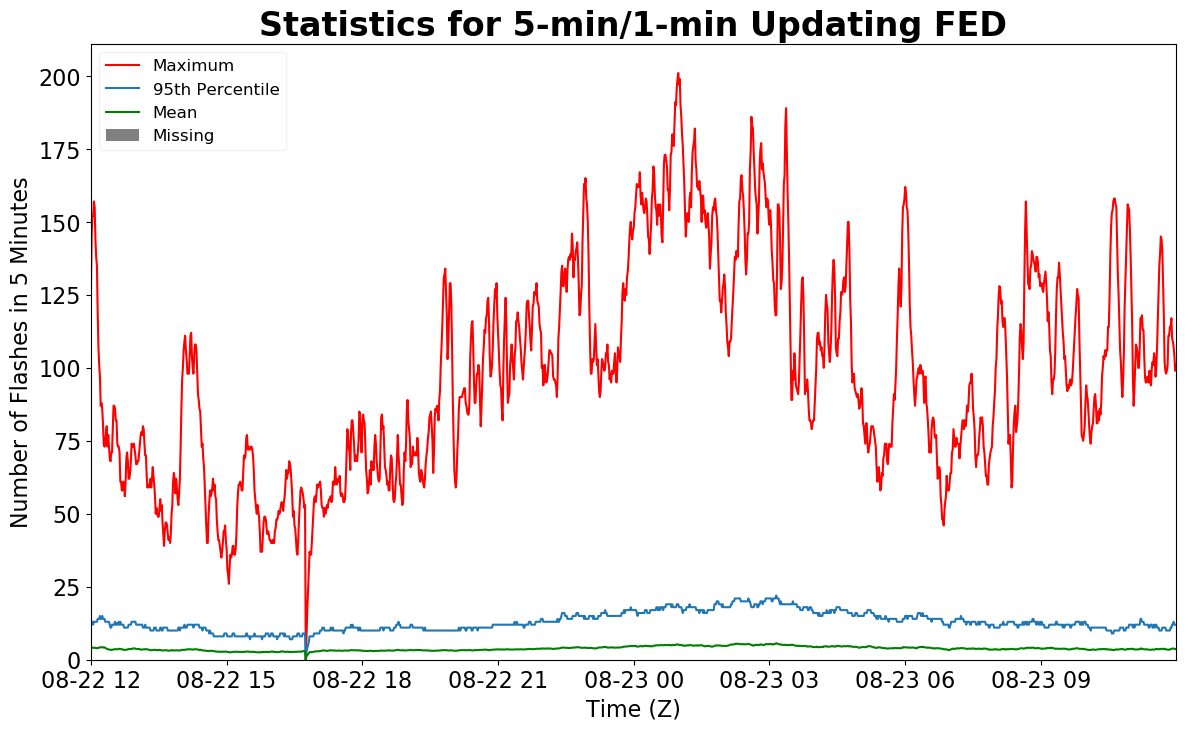 Statistics for 5-min/1-min Updating FED
Maximum
95th Percentile
Mean
Missing
Number of Flashes in 5 Minutes
200
175
150
125
100
75
50
25
0
08-22 12
08-22 15
08-22 18
08-22 21
08-23 00
08-23 03
08-23 06
08-23 09
Time (Z)